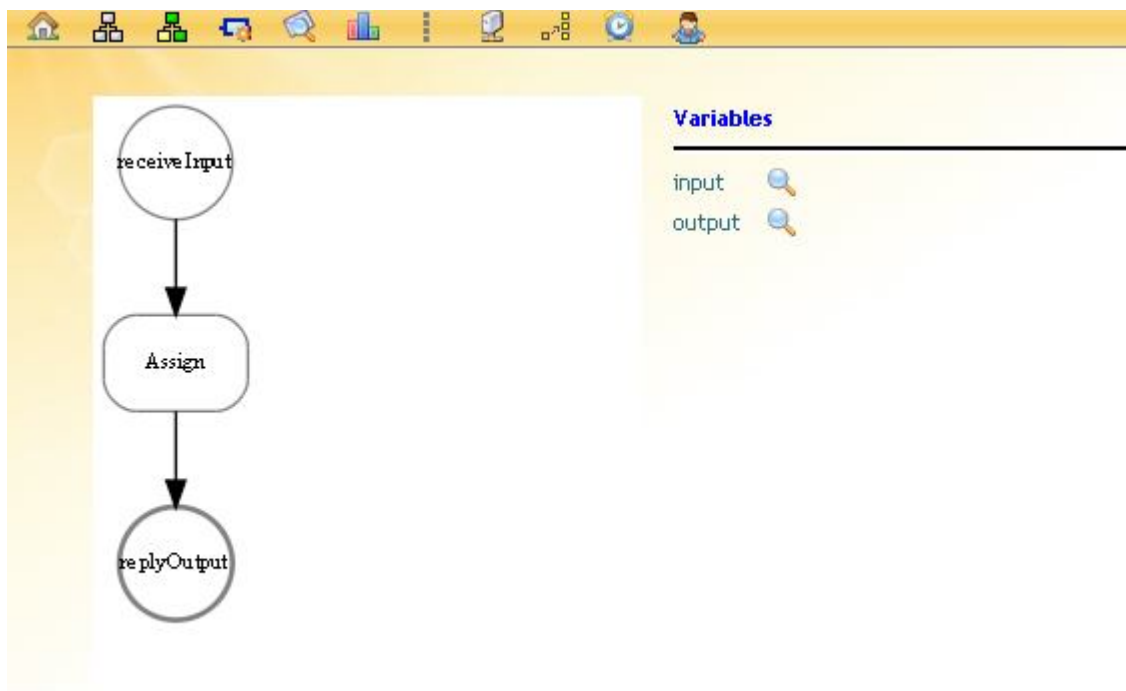 receiveInput
Assign
replyOutput
Variables
input
output